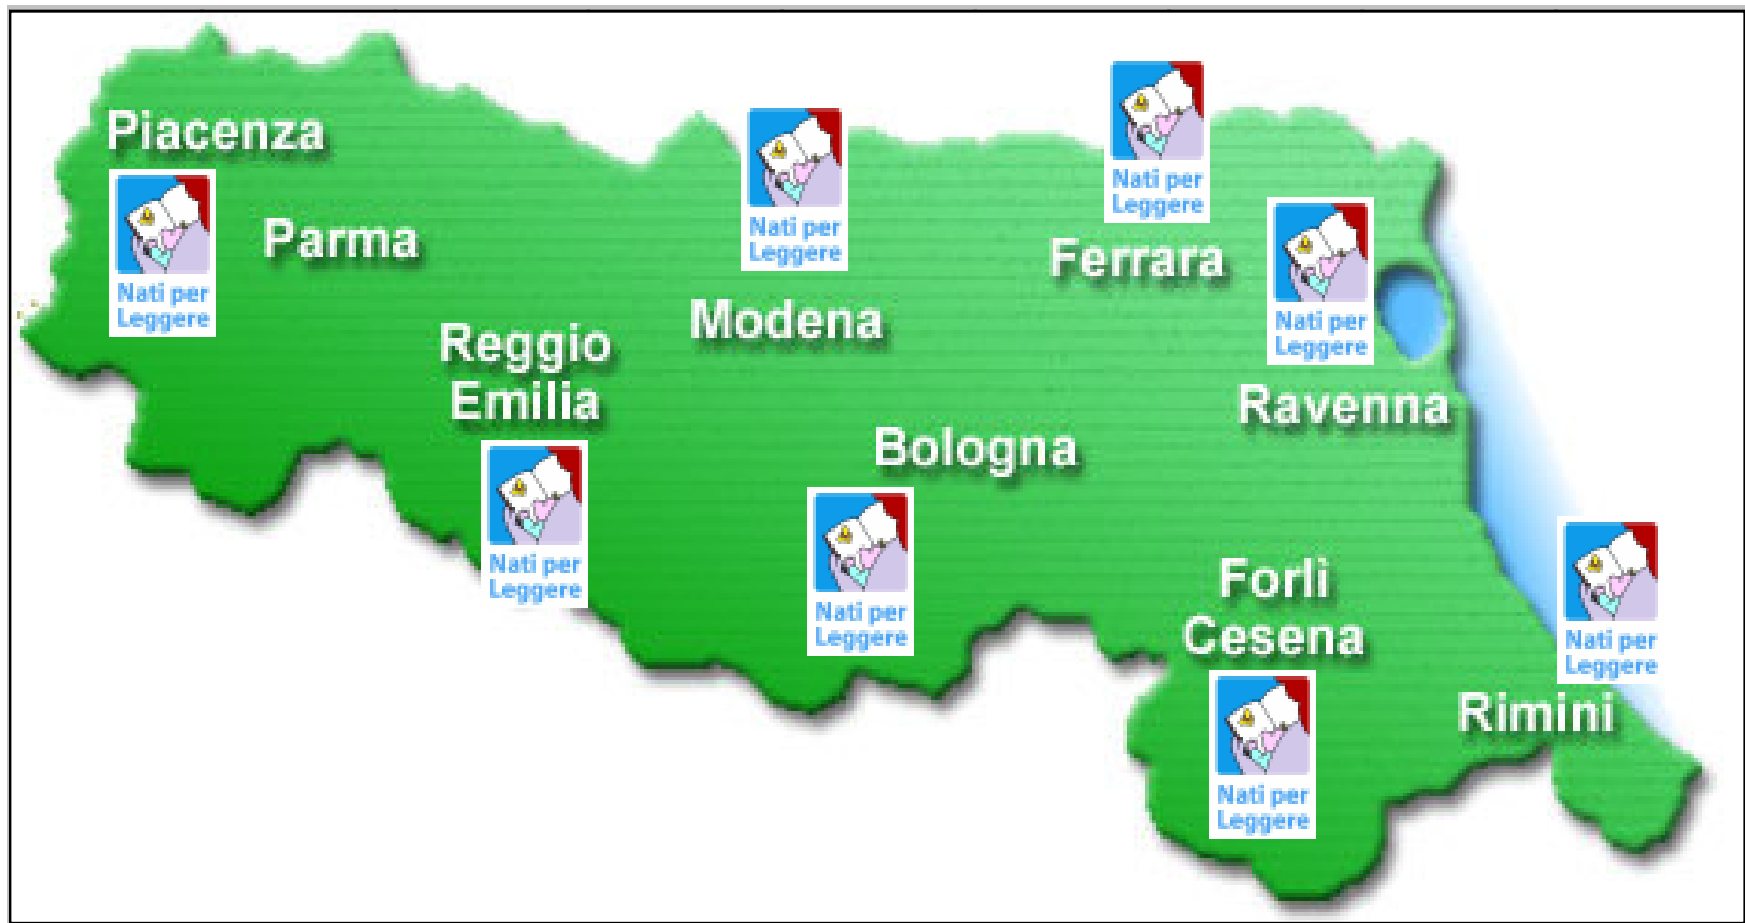 Piacenza
Nati per
Leggere
Parma
Reggio
Emilia
Nati per
Leggere
Nati per
Leggere
Modena
Bologna
Nati per
Leggere
Nati per
Leggere
Ferrara
Nati per
Leggere
Ravenna
Forlì
Cesena
Nati per
Leggere
Nati per
Leggere
Rimini